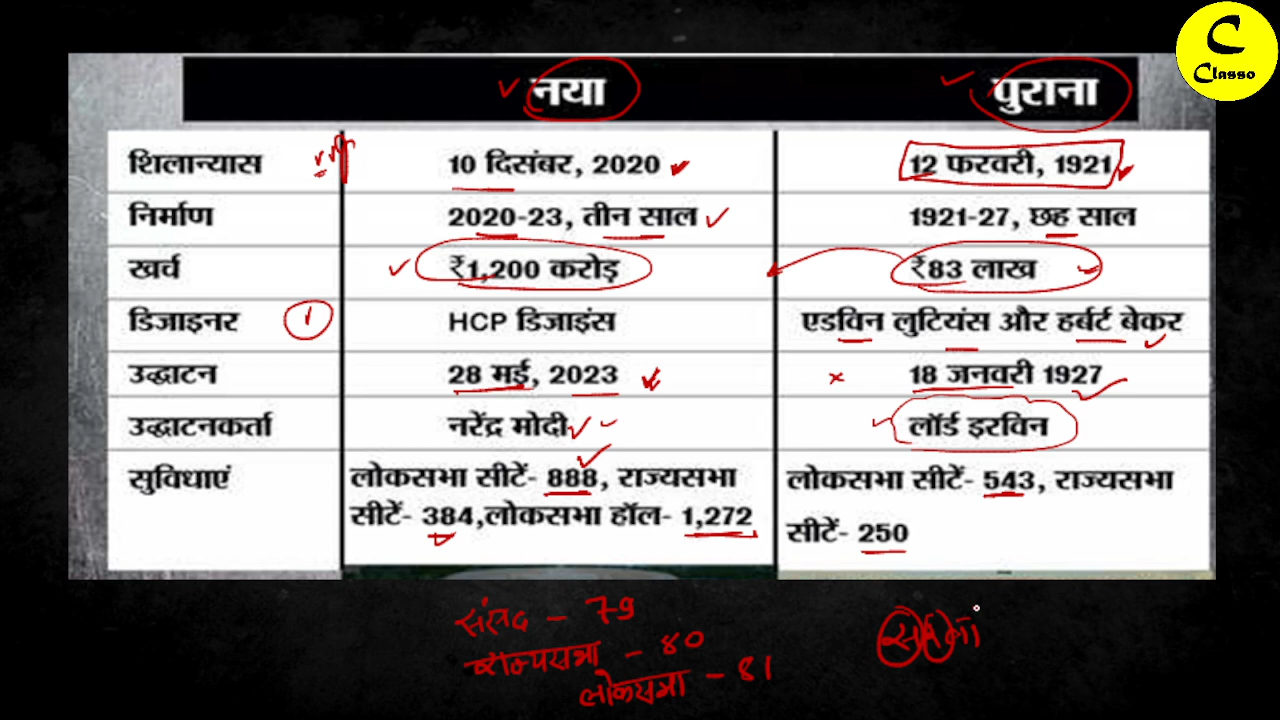 C
Classo
नया पुराना
शिलान्यास 10 दिसंबर, 2020 12 फरवरी, 1921
निर्माण 2020-23, तीन साल 1921-27, छह साल
खर्च ₹1,200 करोड़ ₹83 लाख
डिजाइनर 1 HCP डिजाइंस एडविन लुटियंस और हर्बर्ट बेकर
उद्घाटन 28 मई, 2023 18 जनवरी 1927
उद्घाटनकर्ता नरेंद्र मोदी लॉर्ड इरविन
सुविधाएं लोकसभा सीटें- 888, राज्यसभा लोकसभा सीटें- 543, राज्यसभा
सीटें- 384,लोकसभा हॉल- 1,272 सीटें- 250
संसद - 79
राज्यसभा - 80
लोकसभा - 81